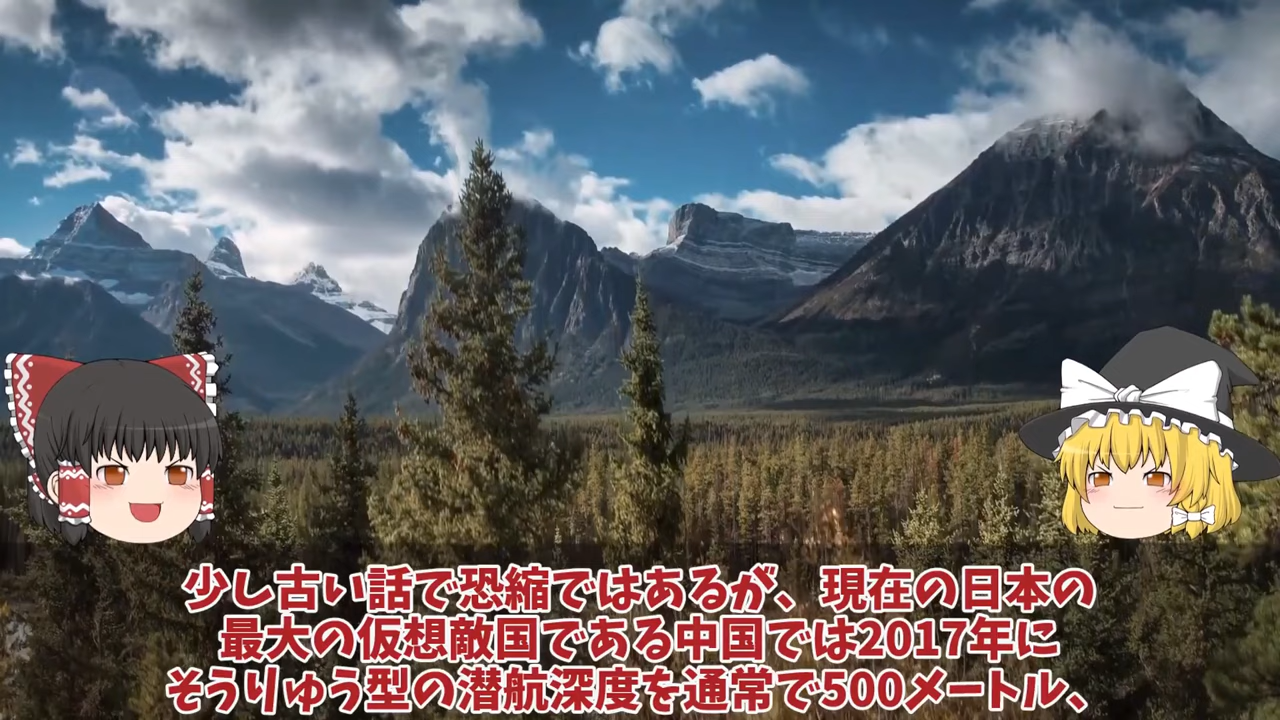 少し古い話で恐縮ではあるが、現在の日本の
最大の仮想敵国である中国では2017年に
そうりゅう型の潜航深度を通常で500メートル、